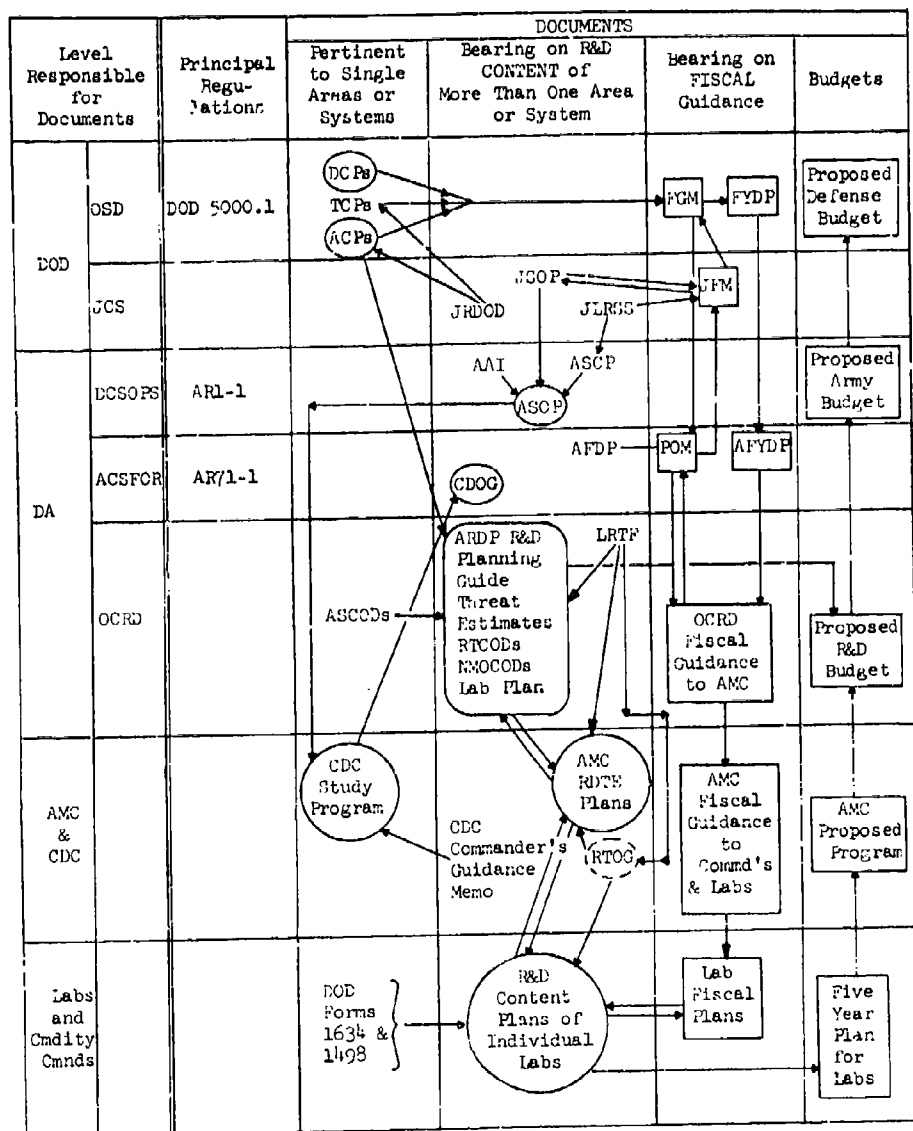 DOCUMENTS
Level
Responsible
for
Documents
Principal
Regu-
lations
Pertinent
to Single
Areas or
Systems
Bearing on R&D
CONTENT of
More Than One Area
or System
Bearing on
FISCAL
Guidance
Budgets
DOD
OSD
DOD 5000.1
DCPs
TCPs
ACPs
FGM
FYDP
Proposed
Defense
Budget
JCS
JSOP
JFM
JRDOD
JLRSS
DA
DCSOPS
AR1-1
AAI
ASCP
ASOP
Proposed
Army
Budget
ACSFOR
AR71-1
CDOG
AFDP
POM
AFYDP
OCRD
ASCODs
ARDP R&D
Planning
Guide
Threat
Estimates
RTCODs
NMOCODs
Lab Plan
LRTF
OCRD
Fiscal
Guidance
to AMC
Proposed
R&D
Budget
AMC
&
CDC
CDC
Study
Program
CDC
Commander's
Guidance
Memo
AMC
RDTE
Plans
RTOG
AMC
Fiscal
Guidance
to
Commd's
& Labs
AMC
Proposed
Program
Labs
and
Cmdity
Cmnds
DOD
Forms
1634 &
1498
R&D
Content
Plans of
Individual
Labs
Lab
Fiscal
Plans
Five
Year
Plan
for
Labs